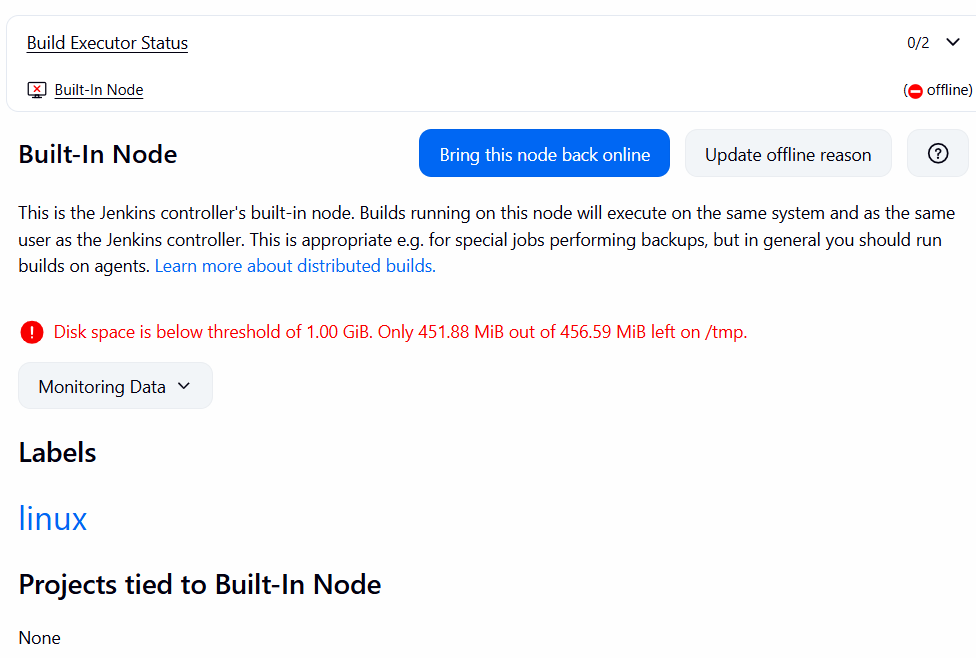 Build Executor Status 0/2
Built-In Node (offline)
Built-In Node Bring this node back online Update offline reason ?
This is the Jenkins controller's built-in node. Builds running on this node will execute on the same system and as the same
user as the Jenkins controller. This is appropriate e.g. for special jobs performing backups, but in general you should run
builds on agents. Learn more about distributed builds.
! Disk space is below threshold of 1.00 GiB. Only 451.88 MiB out of 456.59 MiB left on /tmp.
Monitoring Data
Labels
linux
Projects tied to Built-In Node
None